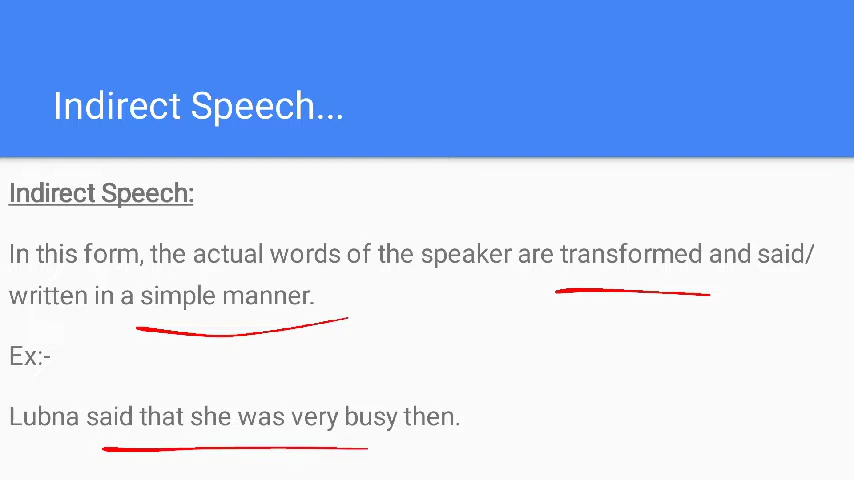 Indirect Speech...
Indirect Speech:
In this form, the actual words of the speaker are transformed and said/
written in a simple manner.
Ex:-
Lubna said that she was very busy then.